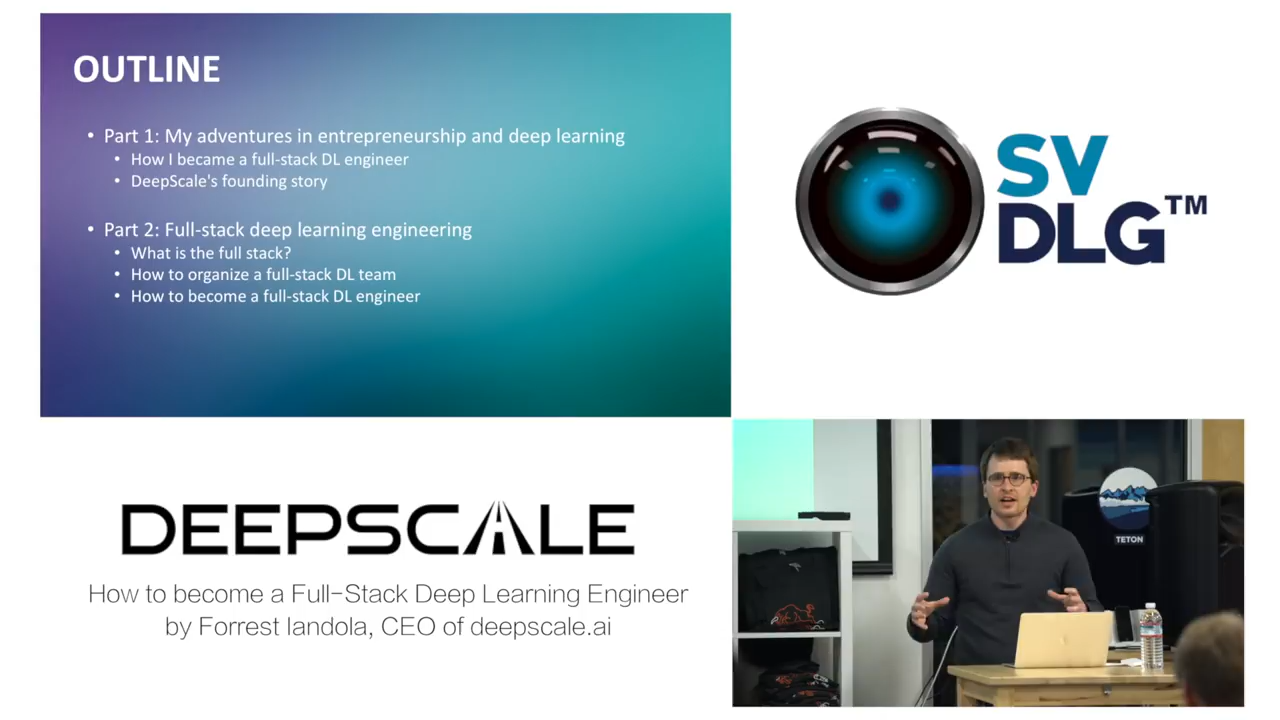 OUTLINE
• Part 1: My adventures in entrepreneurship and deep learning
• How I became a full-stack DL engineer
• DeepScale's founding story
• Part 2: Full-stack deep learning engineering
• What is the full stack?
• How to organize a full-stack DL team
• How to become a full-stack DL engineer
SV
DLG™
DEEPSCALE
How to become a Full-Stack Deep Learning Engineer
by Forrest Iandola, CEO of deepscale.ai
TETON